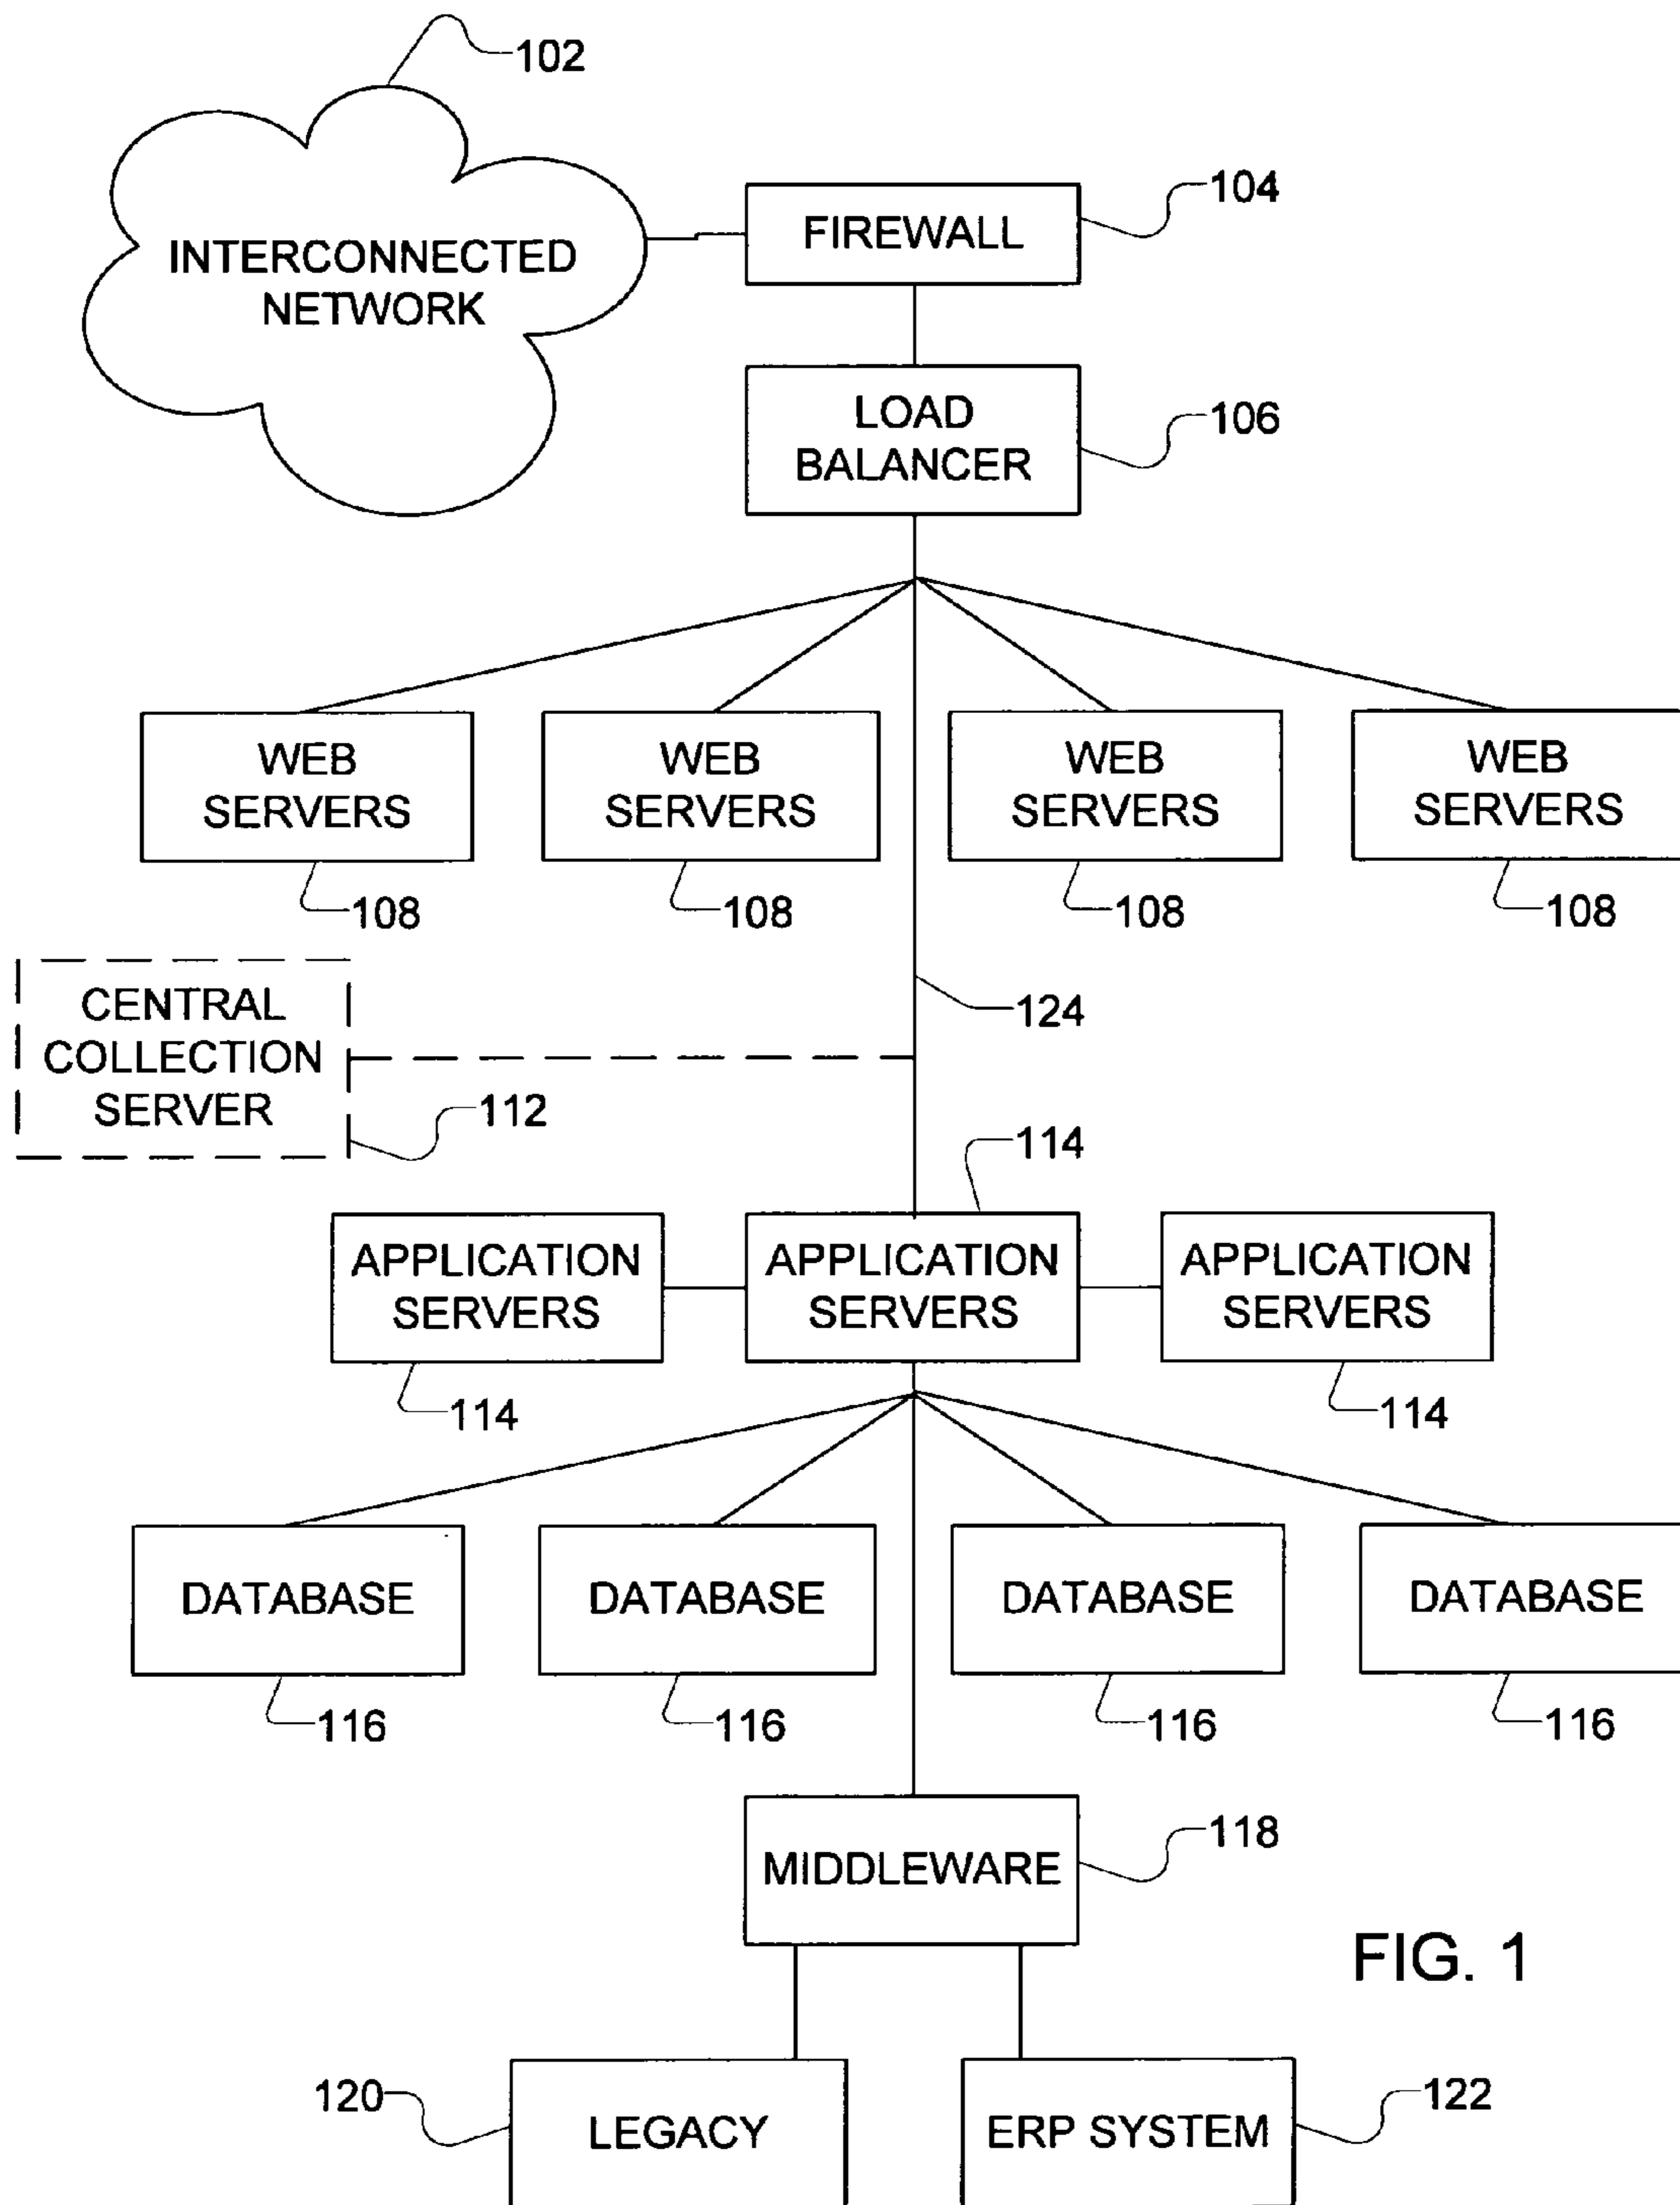 102
INTERCONNECTED
NETWORK
FIREWALL
104
LOAD
BALANCER
106
WEB
SERVERS
108
WEB
SERVERS
108
WEB
SERVERS
108
WEB
SERVERS
108
CENTRAL
COLLECTION
SERVER
112
124
APPLICATION
SERVERS
114
APPLICATION
SERVERS
114
APPLICATION
SERVERS
114
DATABASE
116
DATABASE
116
DATABASE
116
DATABASE
116
MIDDLEWARE
118
FIG. 1
120
LEGACY
ERP SYSTEM
122